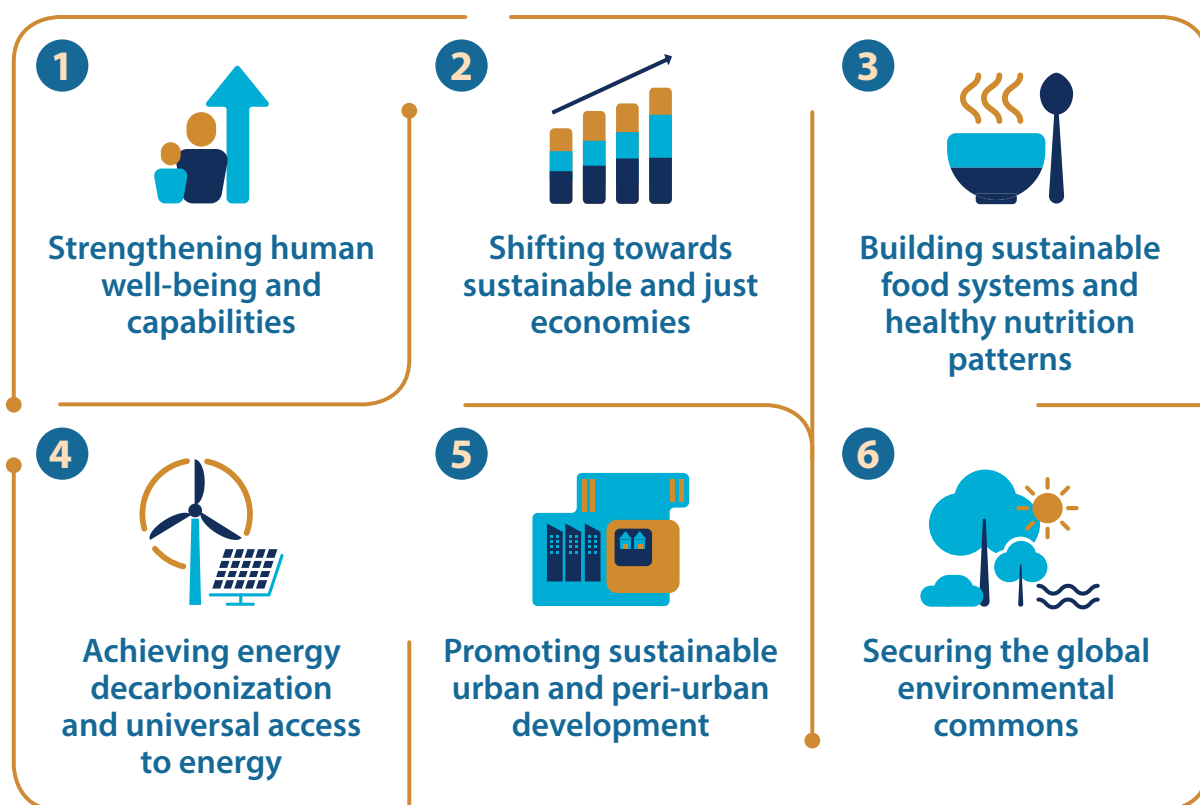 1
Strengthening human
well-being and
capabilities
2
Shifting towards
sustainable and just
economies
3
Building sustainable
food systems and
healthy nutrition
patterns
4
Achieving energy
decarbonization
and universal access
to energy
5
Promoting sustainable
urban and peri-urban
development
6
Securing the global
environmental
commons